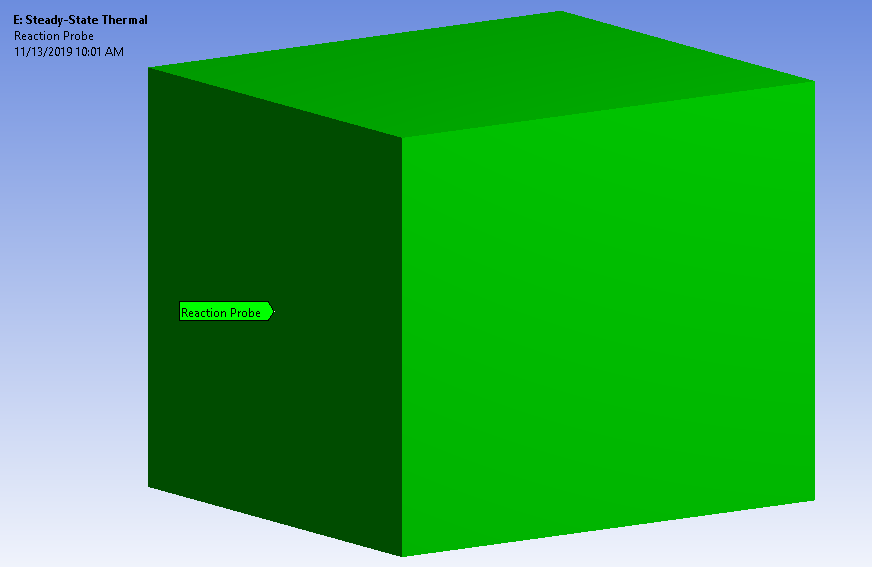 E: Steady-State Thermal
Reaction Probe
11/13/2019 10:01 AM
Reaction Probe